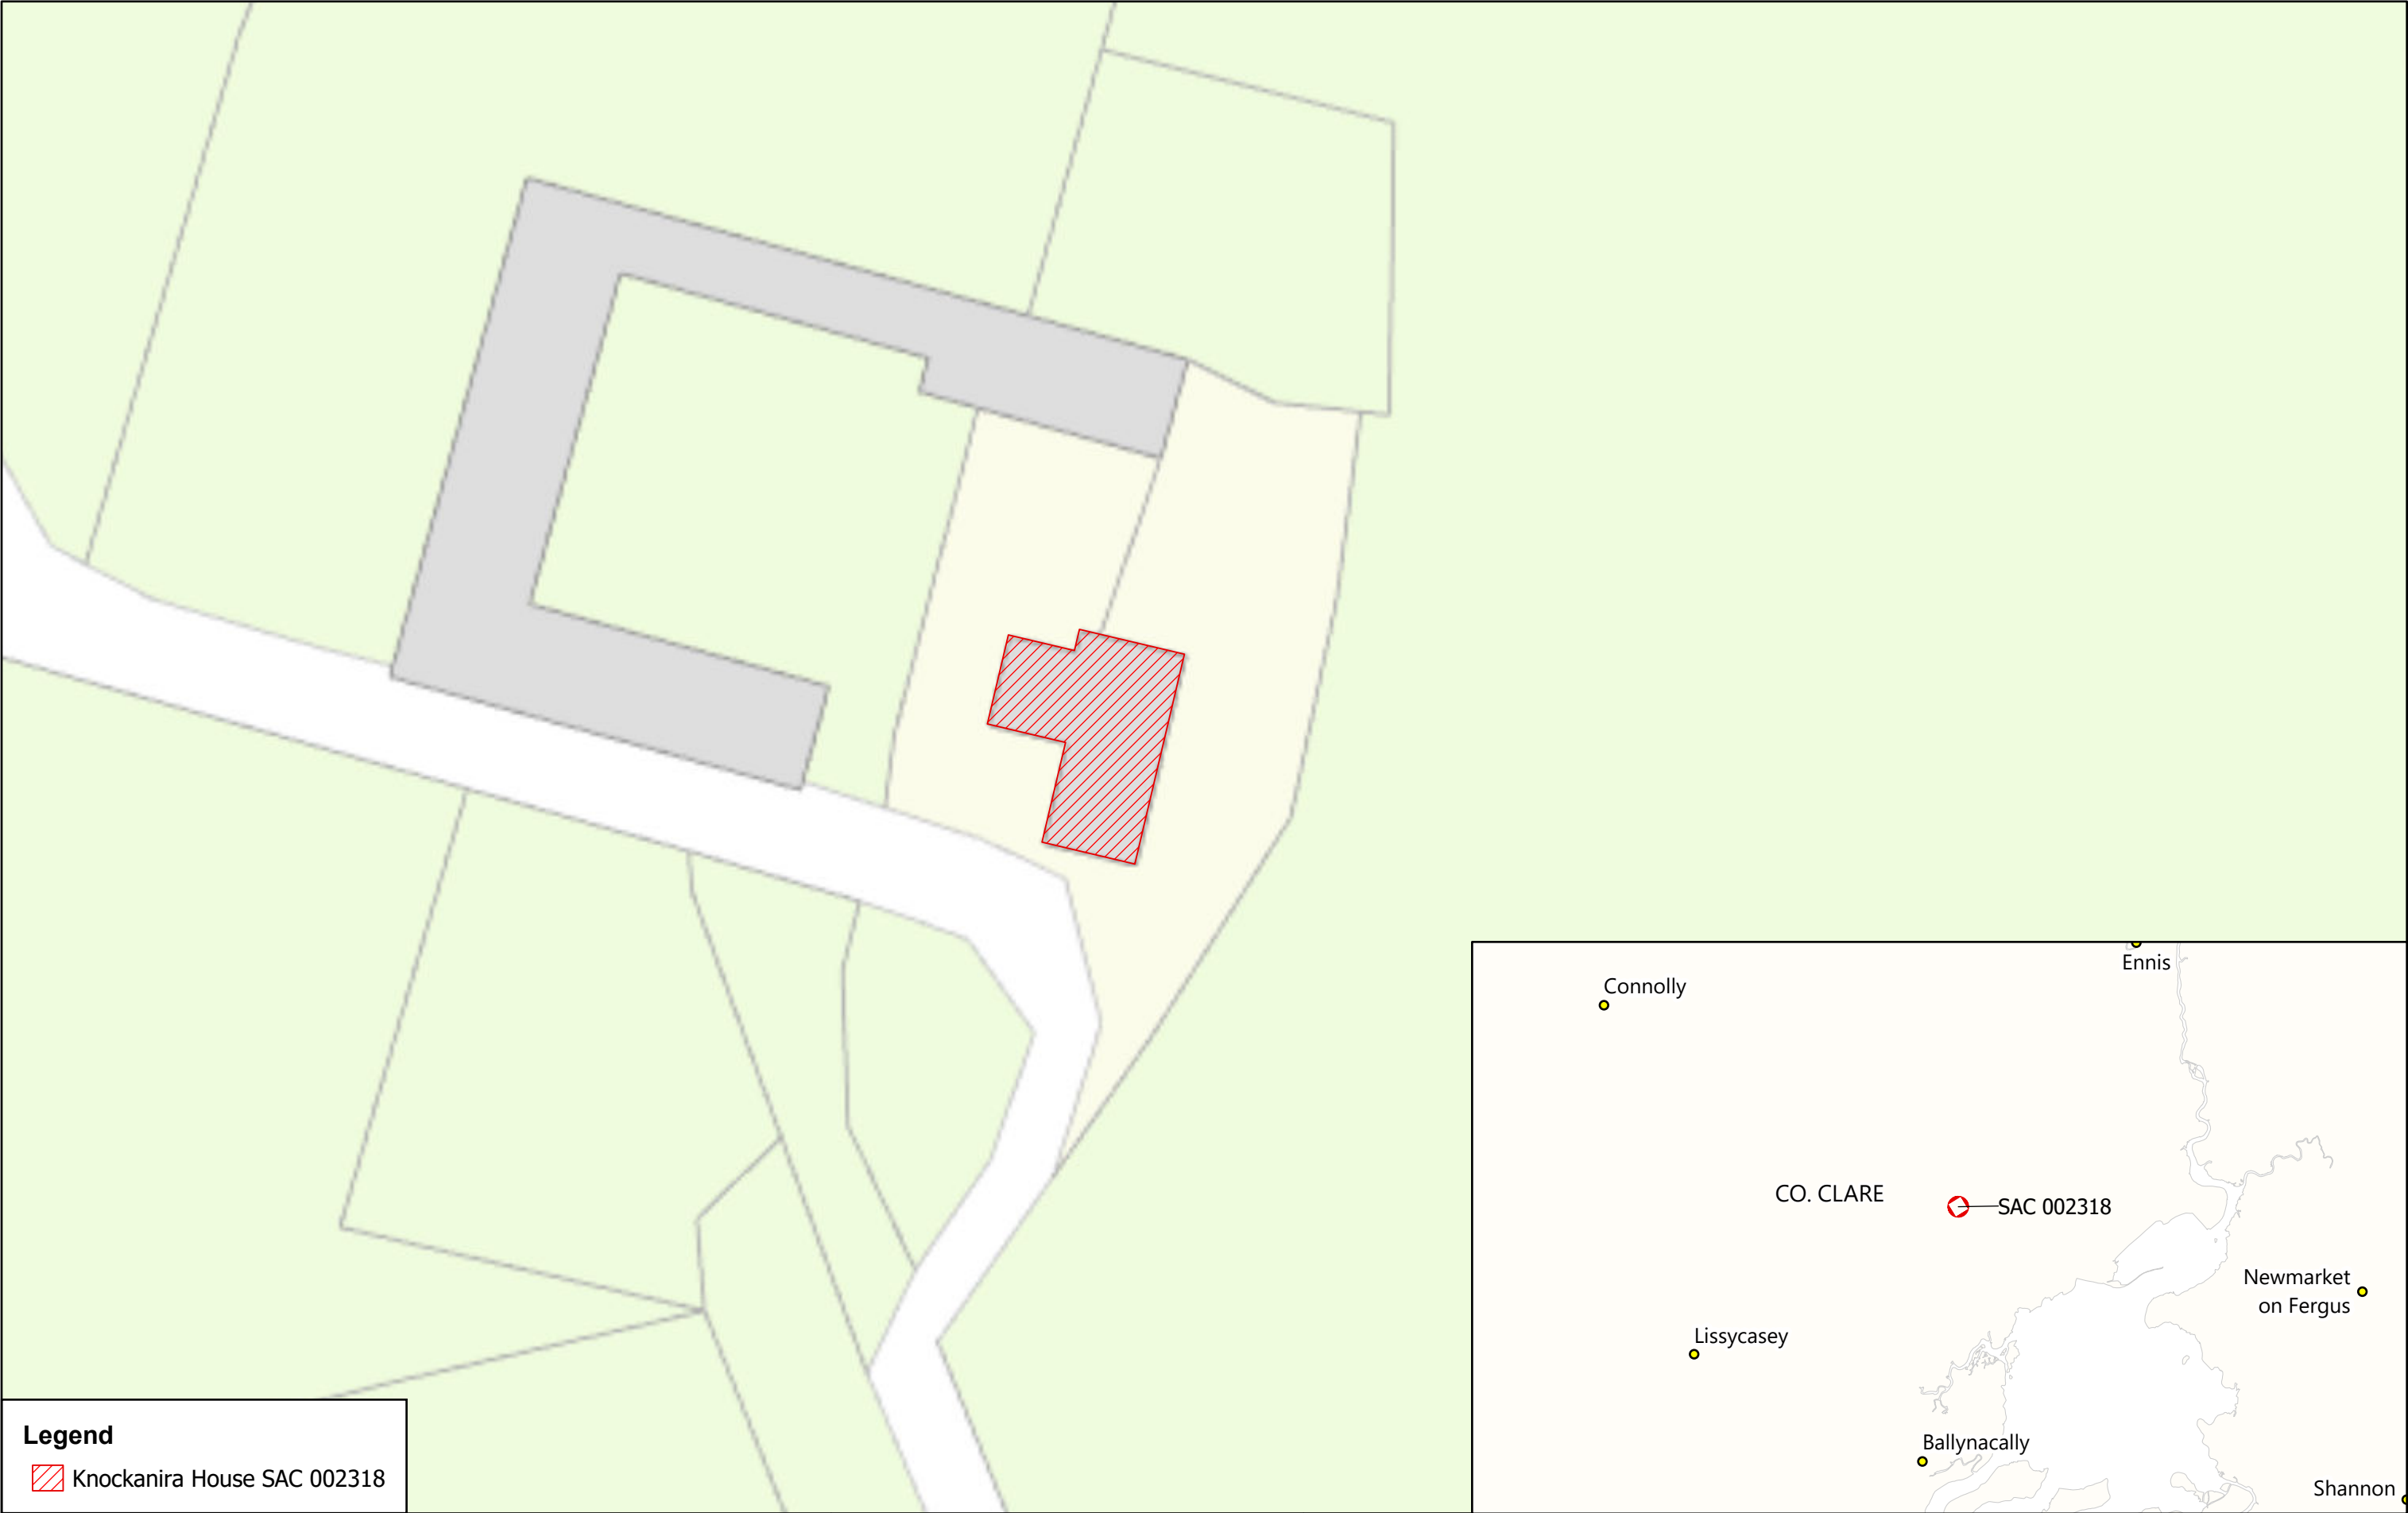 Ennis
Connolly
CO. CLARE
SAC 002318
Newmarket
on Fergus
Lissycasey
Ballynacally
Shannon
Legend
Knockanira House SAC 002318